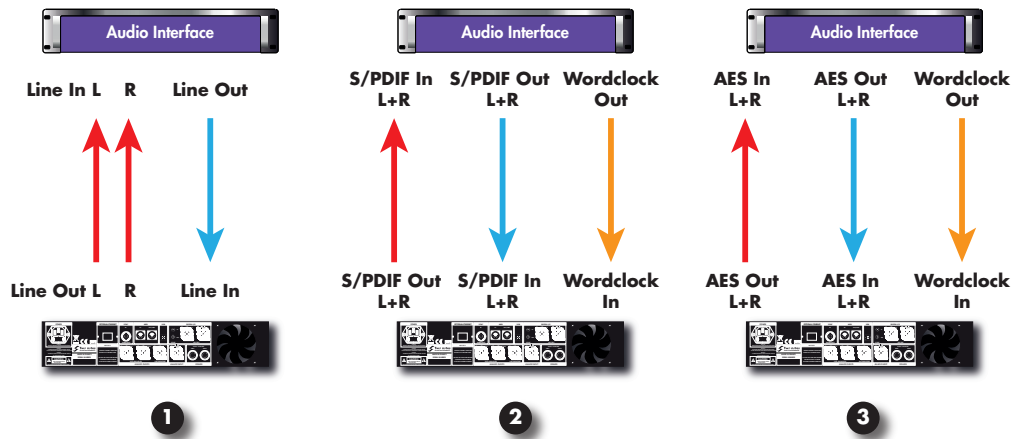 Audio Interface
Line In L R Line Out
Line Out L R Line In
1
Audio Interface
S/PDIF In L+R
S/PDIF Out L+R
Wordclock Out
S/PDIF Out L+R
S/PDIF In L+R
Wordclock In
2
Audio Interface
AES In L+R
AES Out L+R
Wordclock Out
AES Out L+R
AES In L+R
Wordclock In
3